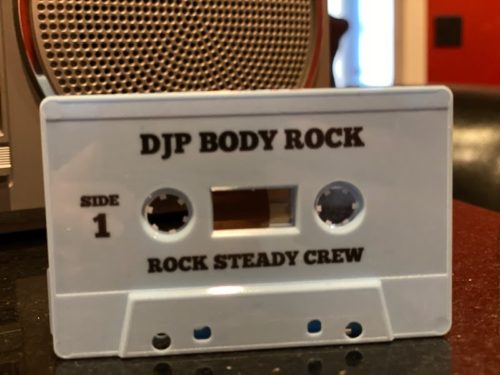 DJP BODY ROCK
SIDE
1
ROCK STEADY CREW